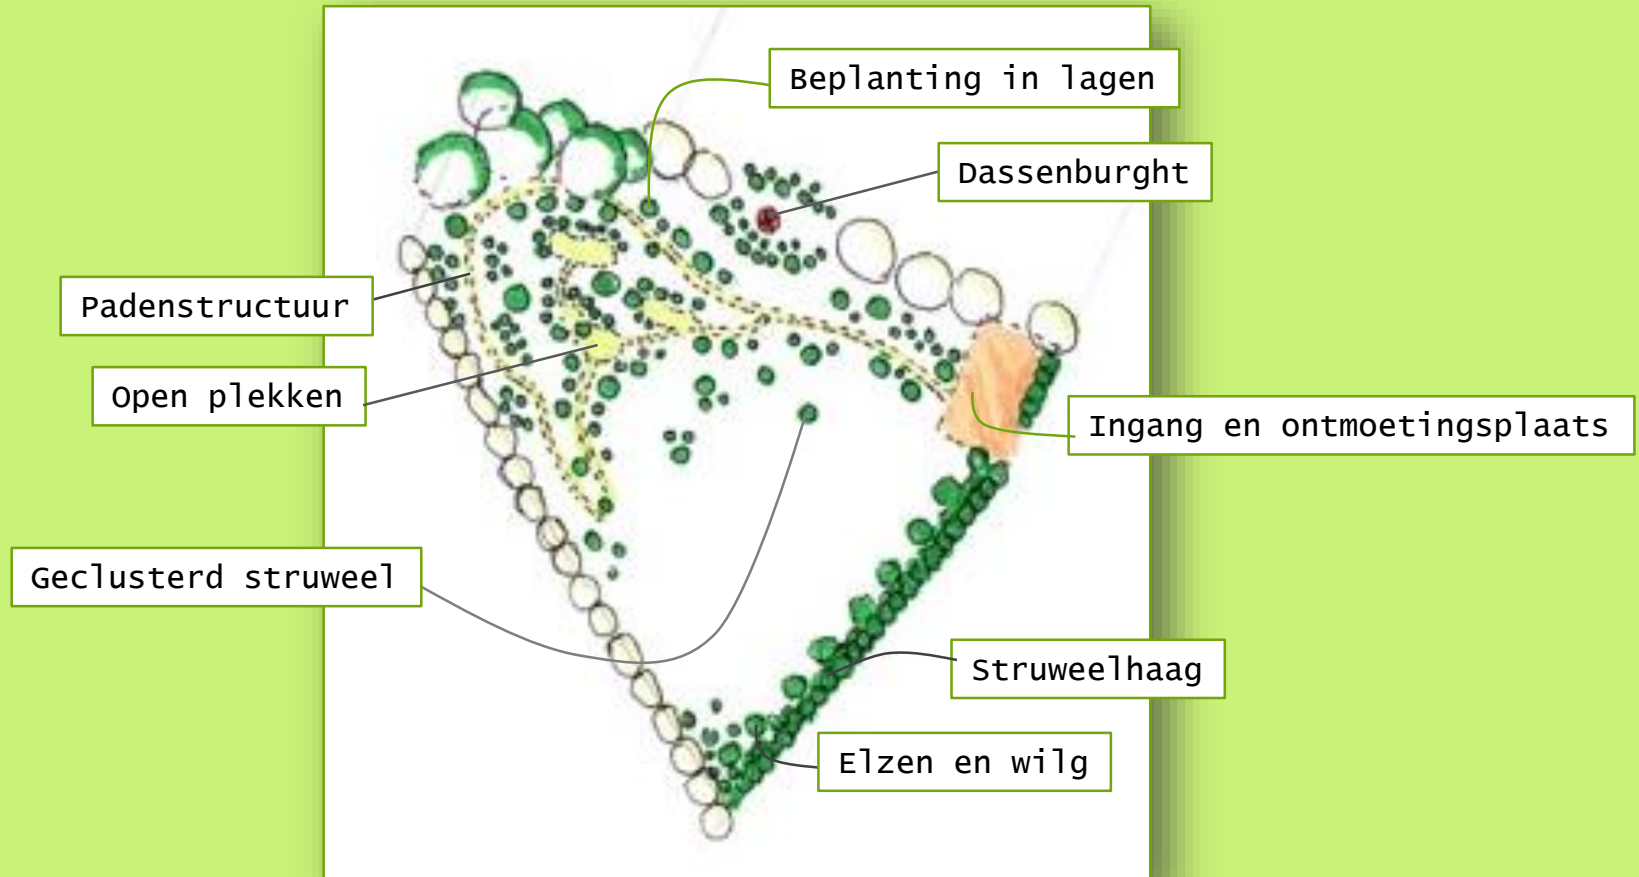 Beplanting in lagen
Dassenburght
Padenstructuur
Open plekken
Ingang en ontmoetingsplaats
Geclusterd struweel
Struweelhaag
Elzen en wilg